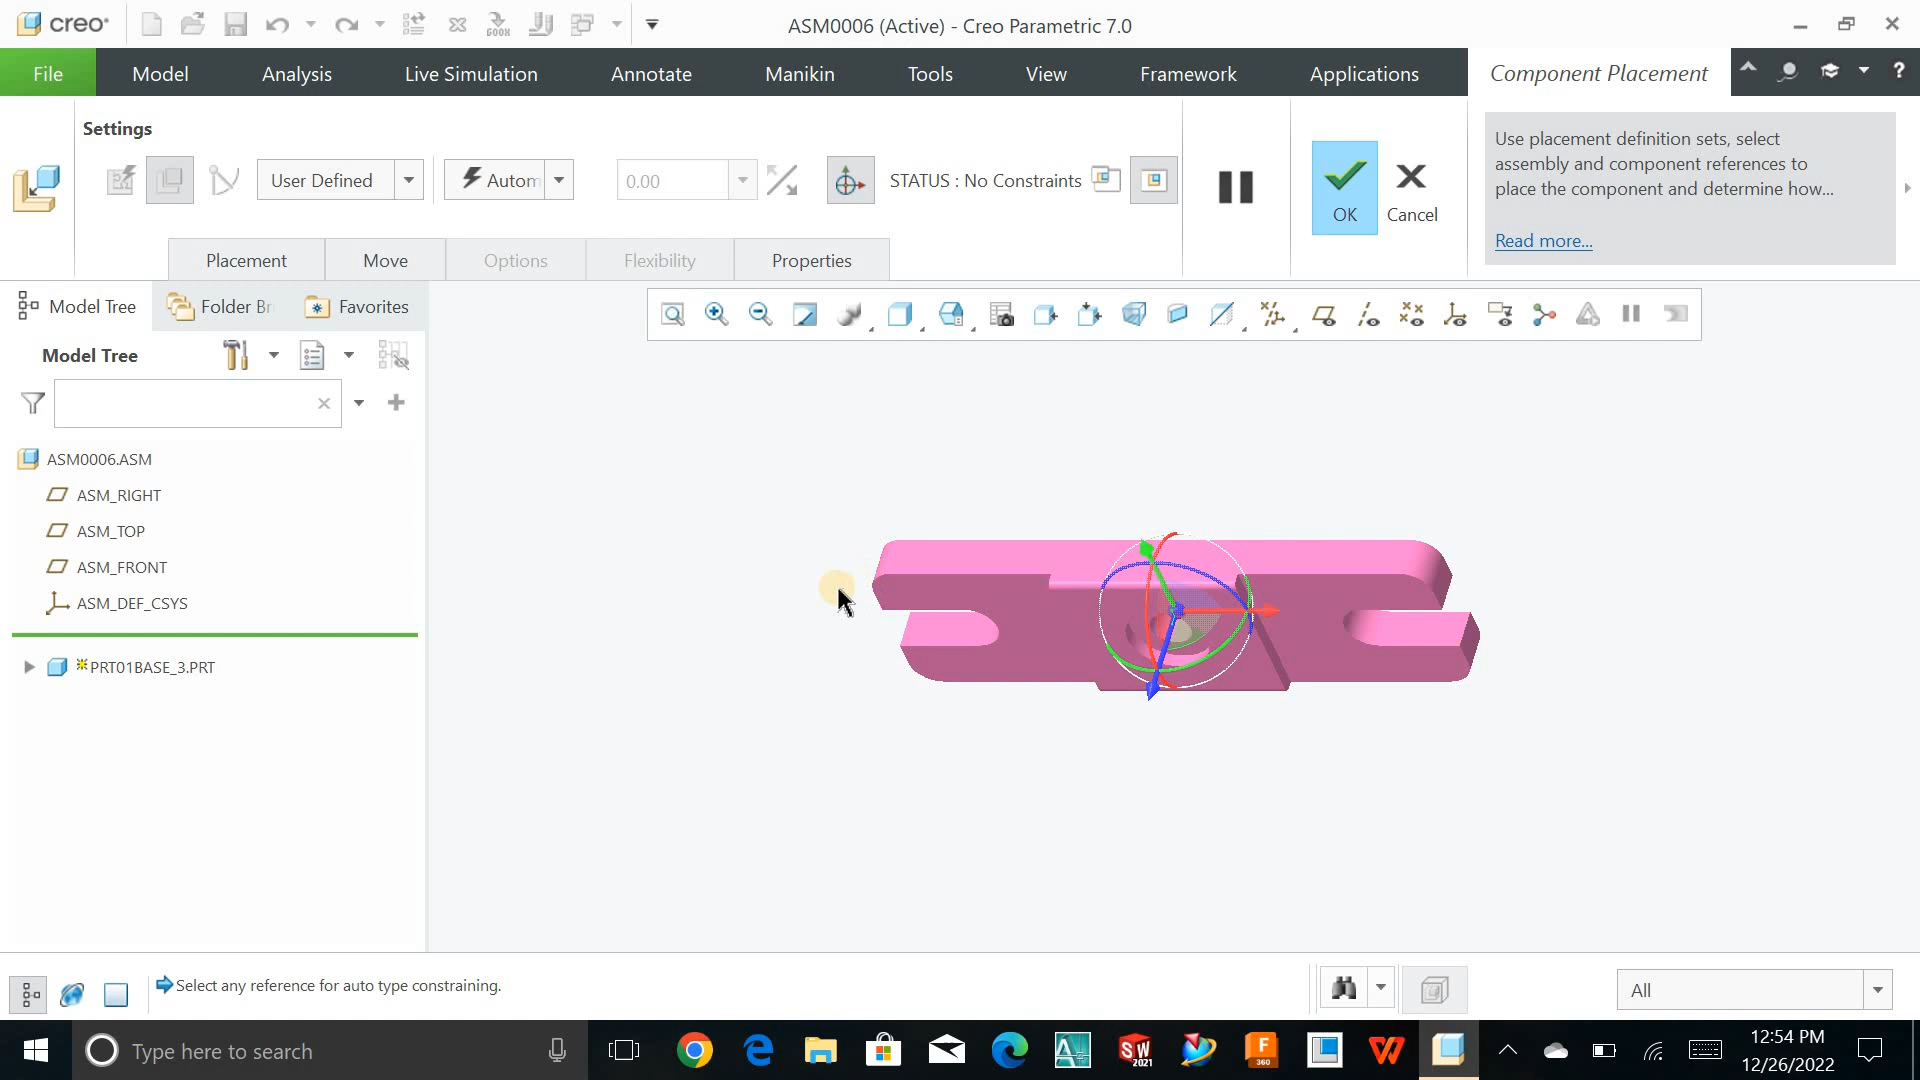 creo
GOOK
ASM0006 (Active) - Creo Parametric 7.0
File Model Analysis Live Simulation Annotate Manikin Tools View Framework Applications Component Placement ?
Settings
User Defined
Autom
0.00
STATUS : No Constraints
OK
Cancel
Use placement definition sets, select
assembly and component references to
place the component and determine how...
Read more...
Placement Move Options Flexibility Properties
Model Tree
Folder Br
Favorites
Model Tree
ASM0006.ASM
ASM_RIGHT
ASM_TOP
ASM_FRONT
ASM_DEF_CSYS
PRT01BASE_3.PRT
Select any reference for auto type constraining.
All
Type here to search
SW
2021
F
360
W
12:54 PM
12/26/2022